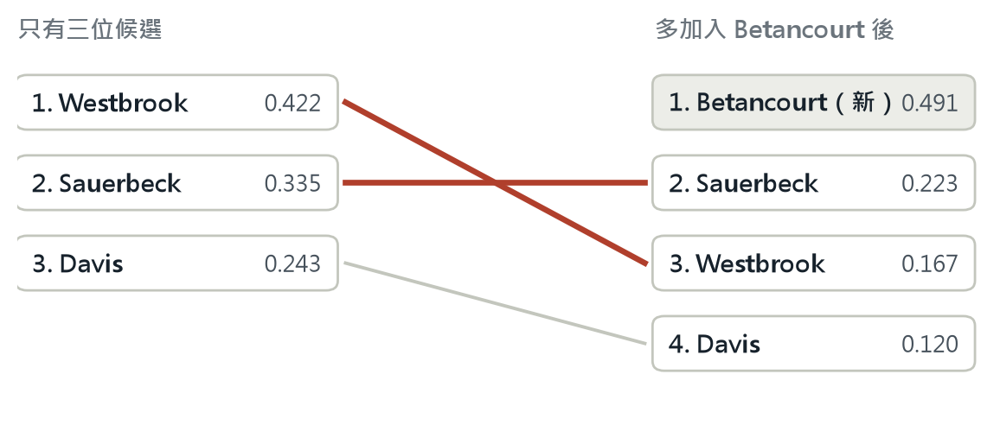 只有三位候選
1. Westbrook 0.422
2. Sauerbeck 0.335
3. Davis 0.243
多加入 Betancourt 後
1. Betancourt（新）0.491
2. Sauerbeck 0.223
3. Westbrook 0.167
4. Davis 0.120